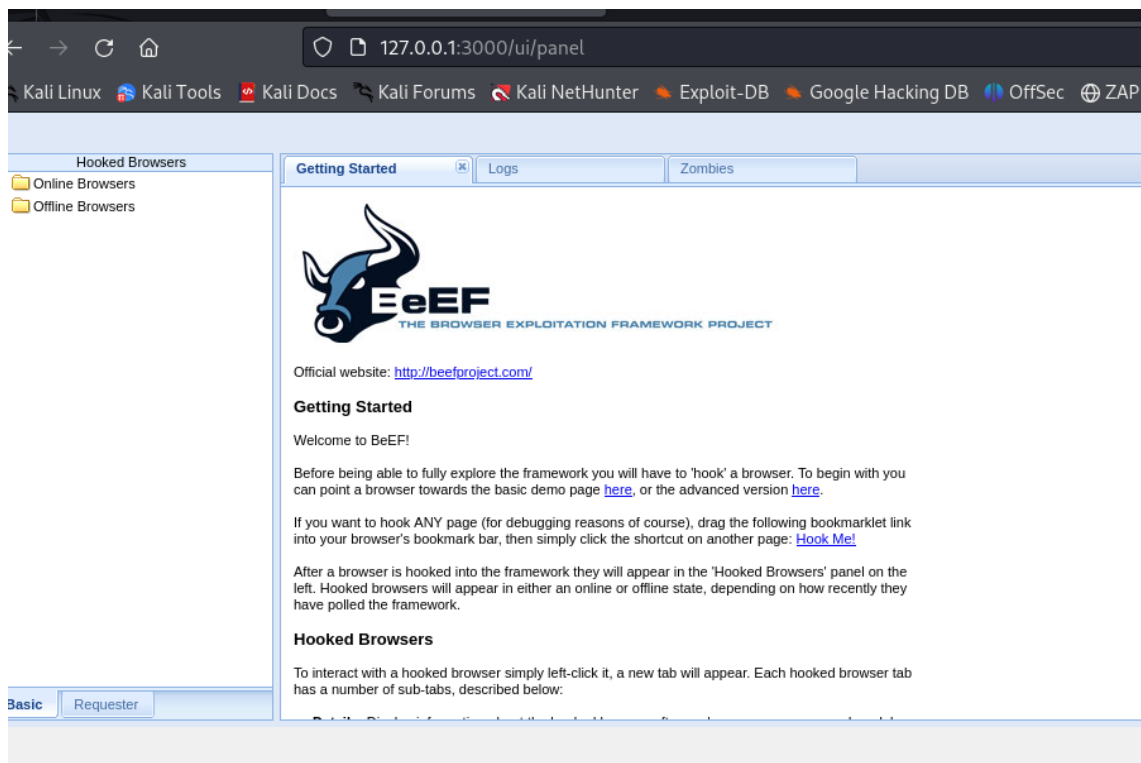 127.0.0.1:3000/ui/panel
Kali Linux Kali Tools Kali Docs Kali Forums Kali NetHunter Exploit-DB Google Hacking DB OffSec ZAP
Hooked Browsers
Online Browsers
Offline Browsers
Basic Requester
Getting Started Logs Zombies
BeEF
THE BROWSER EXPLOITATION FRAMEWORK PROJECT
Official website: http://beefproject.com/
Getting Started
Welcome to BeEF!
Before being able to fully explore the framework you will have to 'hook' a browser. To begin with you
can point a browser towards the basic demo page here, or the advanced version here.
If you want to hook ANY page (for debugging reasons of course), drag the following bookmarklet link
into your browser's bookmark bar, then simply click the shortcut on another page: Hook Me!
After a browser is hooked into the framework they will appear in the 'Hooked Browsers' panel on the
left. Hooked browsers will appear in either an online or offline state, depending on how recently they
have polled the framework.
Hooked Browsers
To interact with a hooked browser simply left-click it, a new tab will appear. Each hooked browser tab
has a number of sub-tabs, described below: